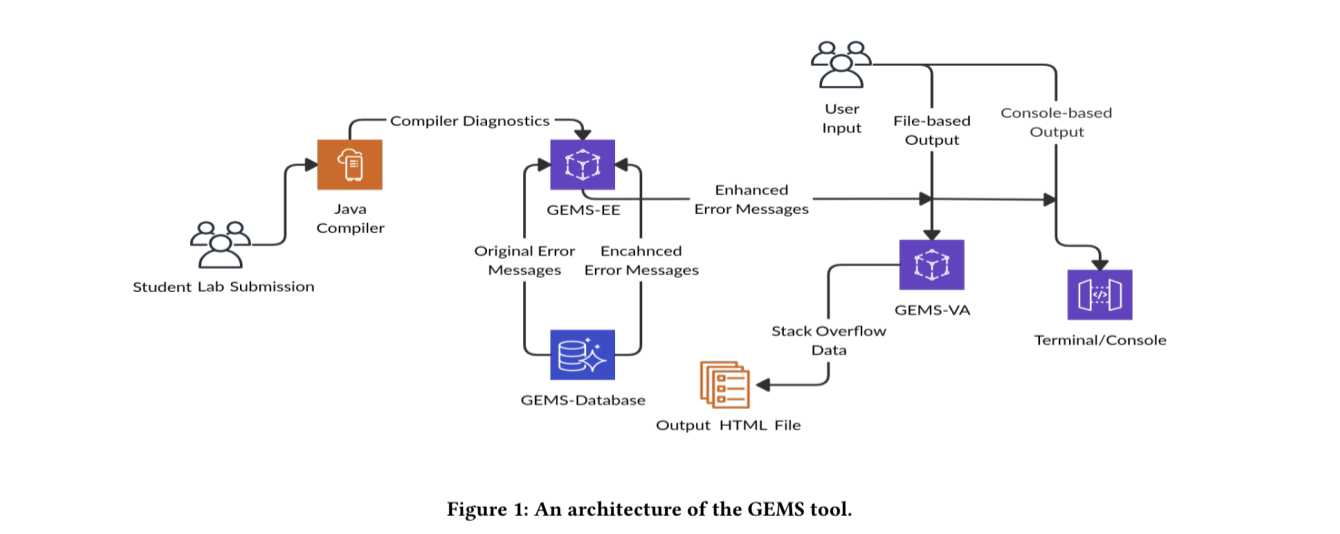 Compiler Diagnostics
Java
Compiler
Student Lab Submission
GEMS-EE
Original Error
Messages
Encahnced
Error Messages
GEMS-Database
Enhanced
Error Messages
User
Input
File-based
Output
Console-based
Output
GEMS-VA
Terminal/Console
Stack Overflow
Data
Output HTML File
Figure 1: An architecture of the GEMS tool.